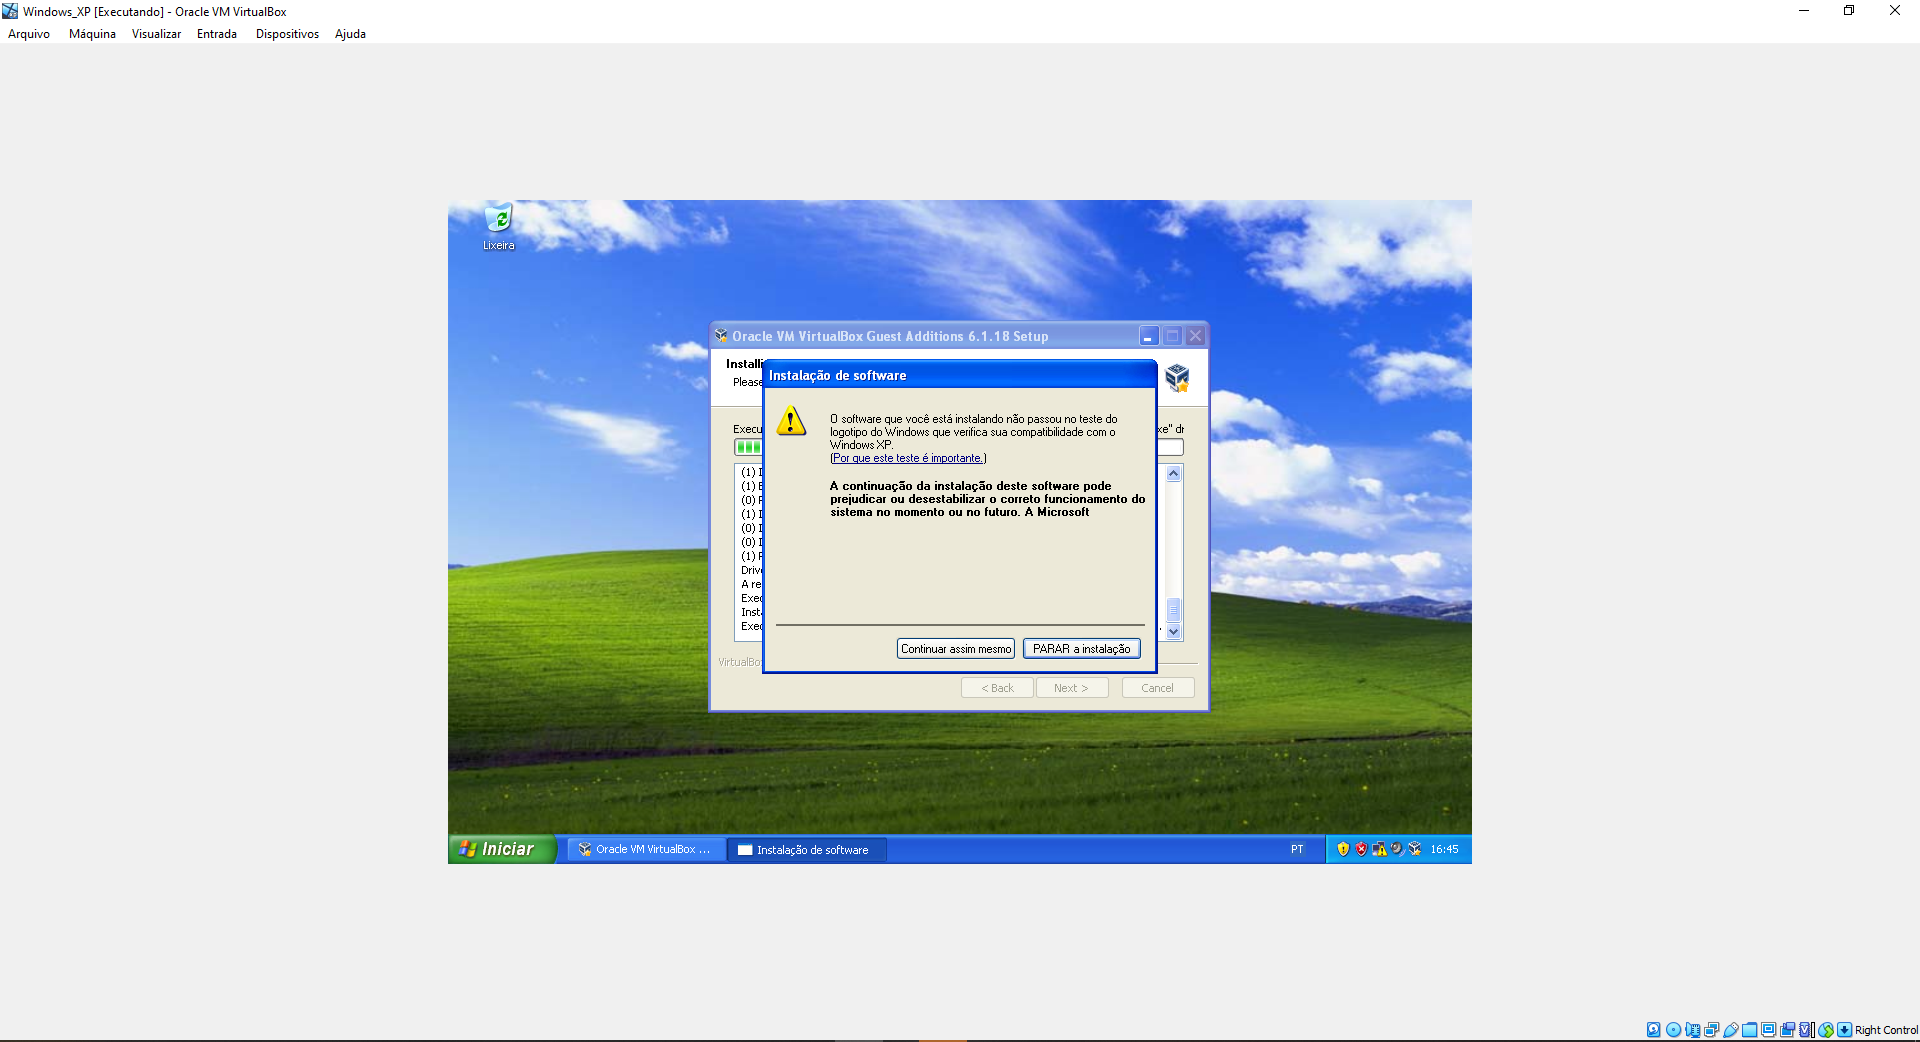 Windows_XP [Executando] - Oracle VM VirtualBox
Arquivo Máquina Visualizar Entrada Dispositivos Ajuda
Lixeira
Oracle VM VirtualBox Guest Additions 6.1.18 Setup
Installi
Please
Instalação de software
O software que você está instalando não passou no teste do
logotipo do Windows que verifica sua compatibilidade com o
Windows XP.
(Por que este teste é importante.)
A continuação da instalação deste software pode
prejudicar ou desestabilizar o correto funcionamento do
sistema no momento ou no futuro. A Microsoft
Continuar assim mesmo PARAR a instalação
Execu
xe" dr
(1) I
(1) E
(0) F
(1) I
(0) I
(0) I
(1) F
Drive
A re
Exec
Insta
Exec
VirtualBox
< Back Next > Cancel
Iniciar Oracle VM VirtualBox ... Instalação de software PT 16:45
Right Control